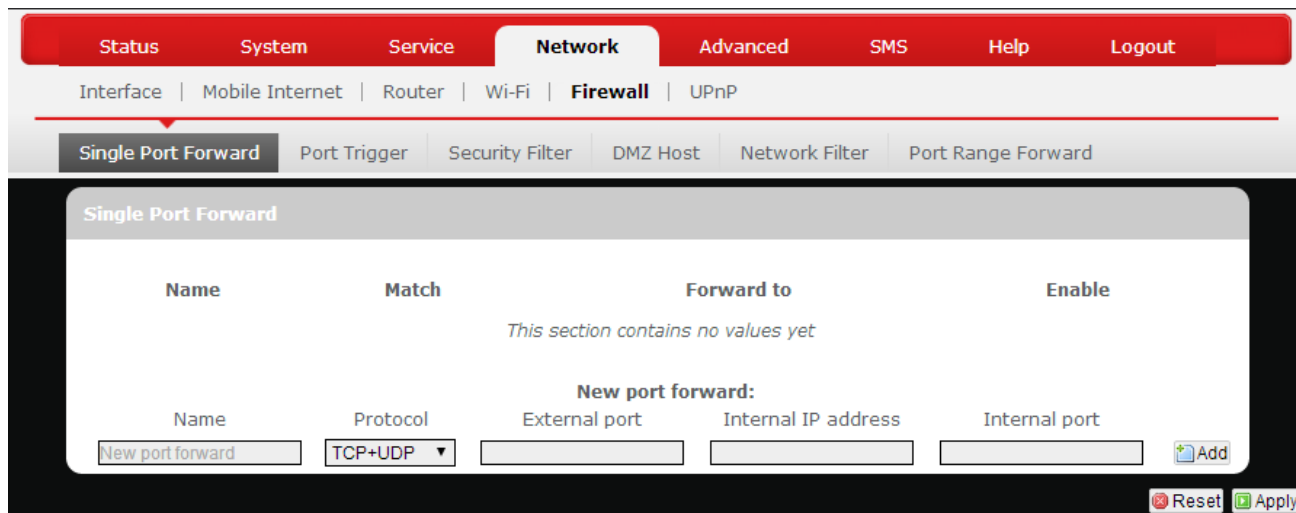 Status System Service Network Advanced SMS Help Logout
Interface | Mobile Internet | Router | Wi-Fi | Firewall | UPnP
Single Port Forward Port Trigger Security Filter DMZ Host Network Filter Port Range Forward
Single Port Forward
Name Match Forward to Enable
This section contains no values yet
New port forward:
Name Protocol External port Internal IP address Internal port
New port forward TCP+UDP Add
Reset Apply